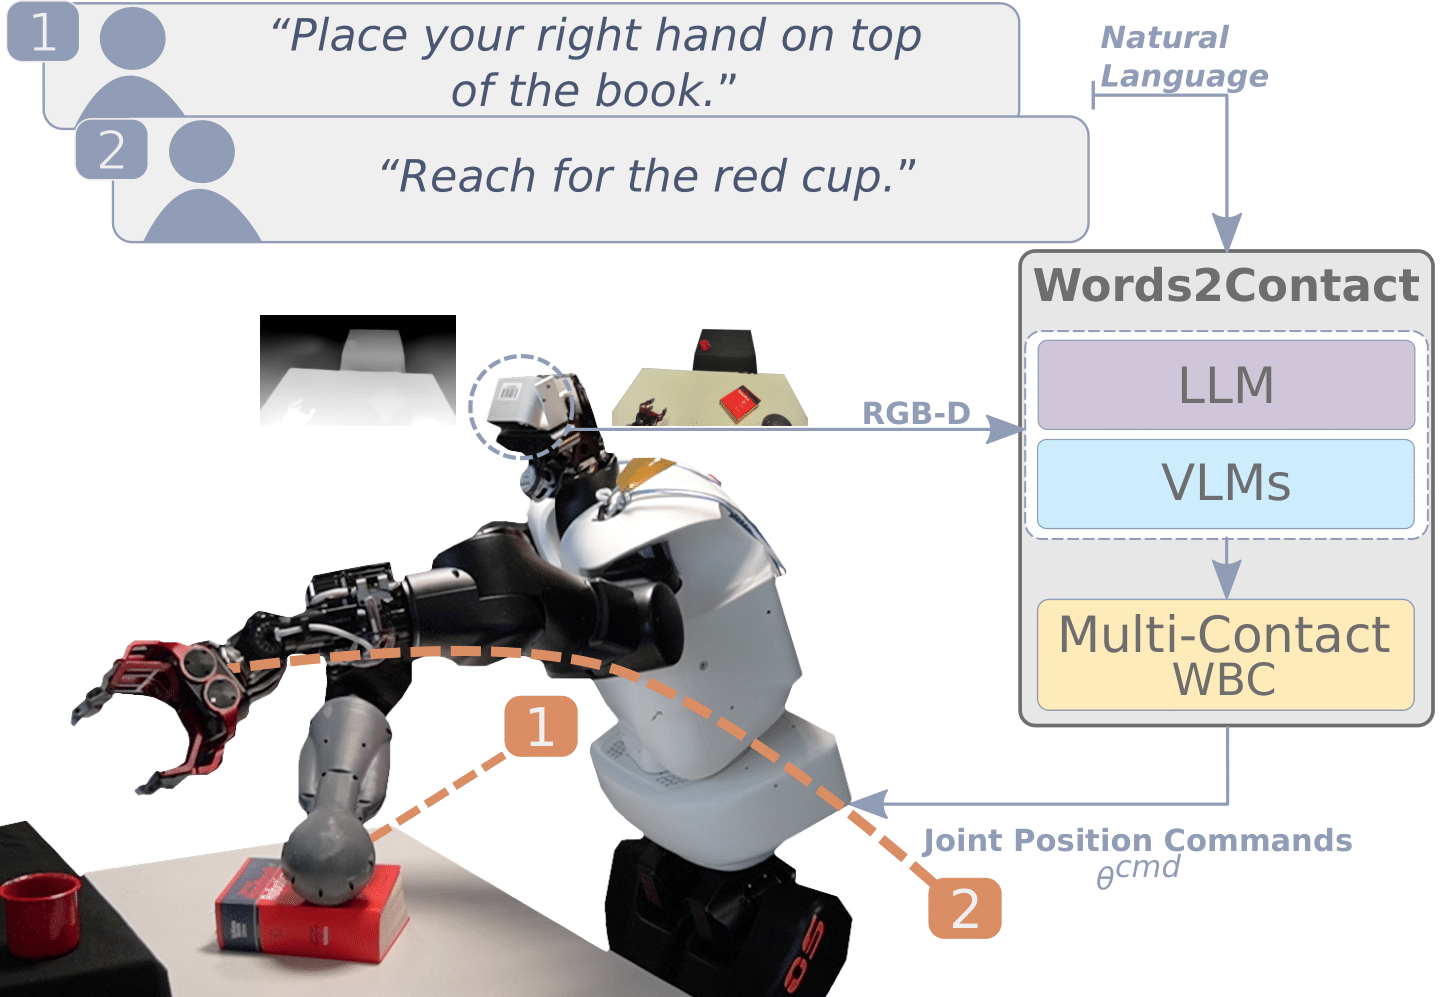 1
“Place your right hand on top
of the book.”
2
“Reach for the red cup.”
Natural
Language
Words2Contact
LLM
VLMs
Multi-Contact
WBC
RGB-D
1
Joint Position Commands
θcmd
2